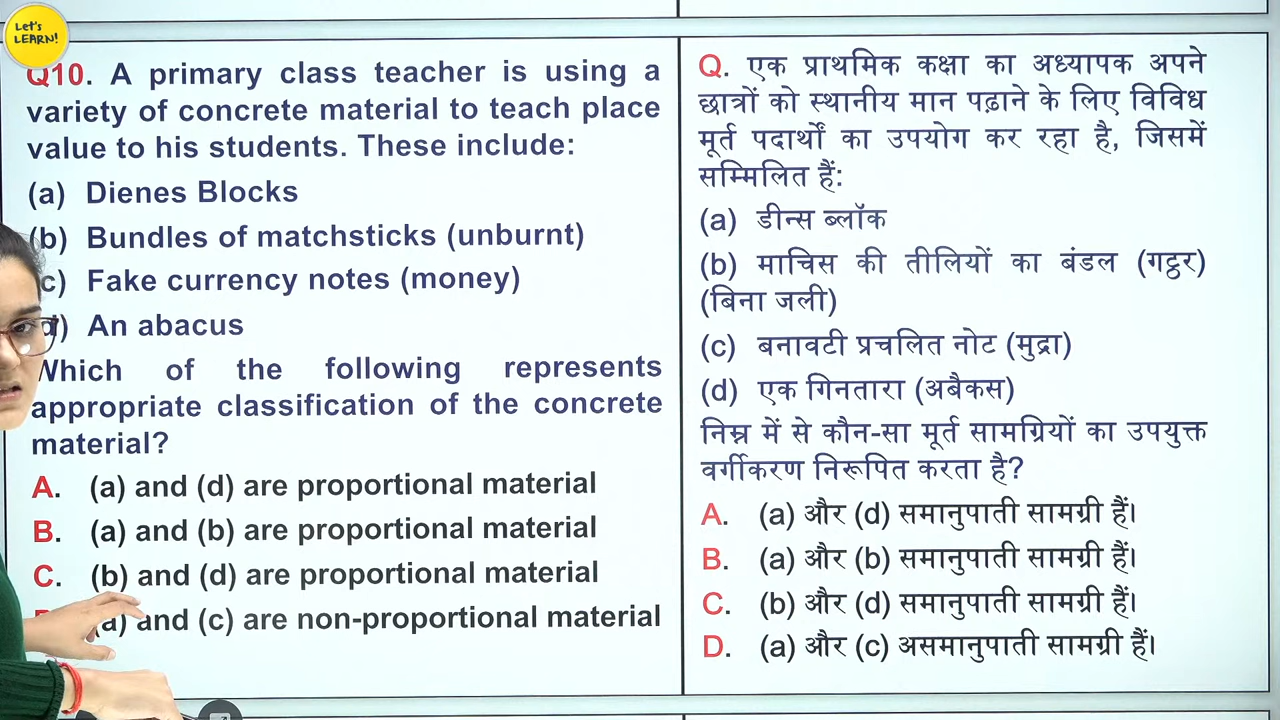 Let's
LEARN!
Q10. A primary class teacher is using a
variety of concrete material to teach place
value to his students. These include:
(a) Dienes Blocks
(b) Bundles of matchsticks (unburnt)
c) Fake currency notes (money)
d) An abacus
Which of the following represents
appropriate classification of the concrete
material?
A. (a) and (d) are proportional material
B. (a) and (b) are proportional material
C. (b) and (d) are proportional material
(a) and (c) are non-proportional material
Q. एक प्राथमिक कक्षा का अध्यापक अपने
छात्रों को स्थानीय मान पढ़ाने के लिए विविध
मूर्त पदार्थों का उपयोग कर रहा है, जिसमें
सम्मिलित हैं:
(a) डीन्स ब्लॉक
(b) माचिस की तीलियों का बंडल (गट्ठर)
(बिना जली)
(c) बनावटी प्रचलित नोट (मुद्रा)
(d) एक गिनतारा (अबैकस)
निम्न में से कौन-सा मूर्त सामग्रियों का उपयुक्त
वर्गीकरण निरूपित करता है?
A. (a) और (d) समानुपाती सामग्री हैं।
B. (a) और (b) समानुपाती सामग्री हैं।
C. (b) और (d) समानुपाती सामग्री हैं।
D. (a) और (c) असमानुपाती सामग्री हैं।